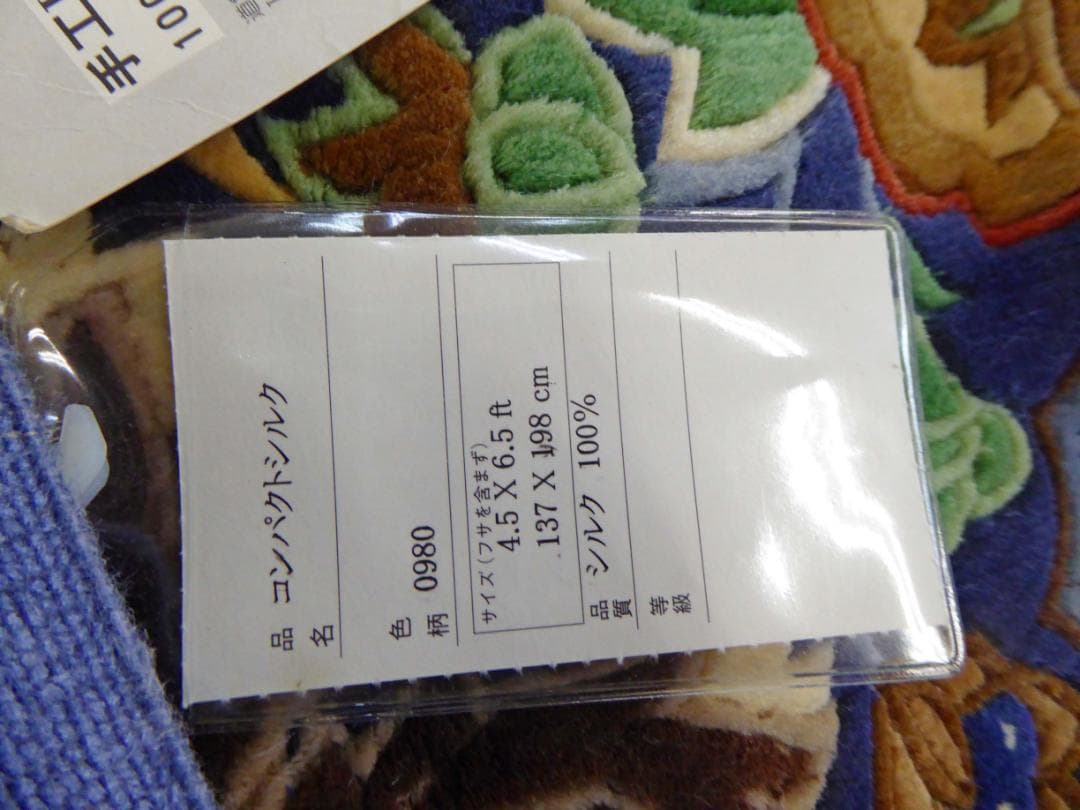 手工
100
品名 コンパクトシルク
色柄 0980
サイズ(フサを含まず)
4.5 X 6.5 ft
137 X 198 cm
品質 シルク 100%
等級